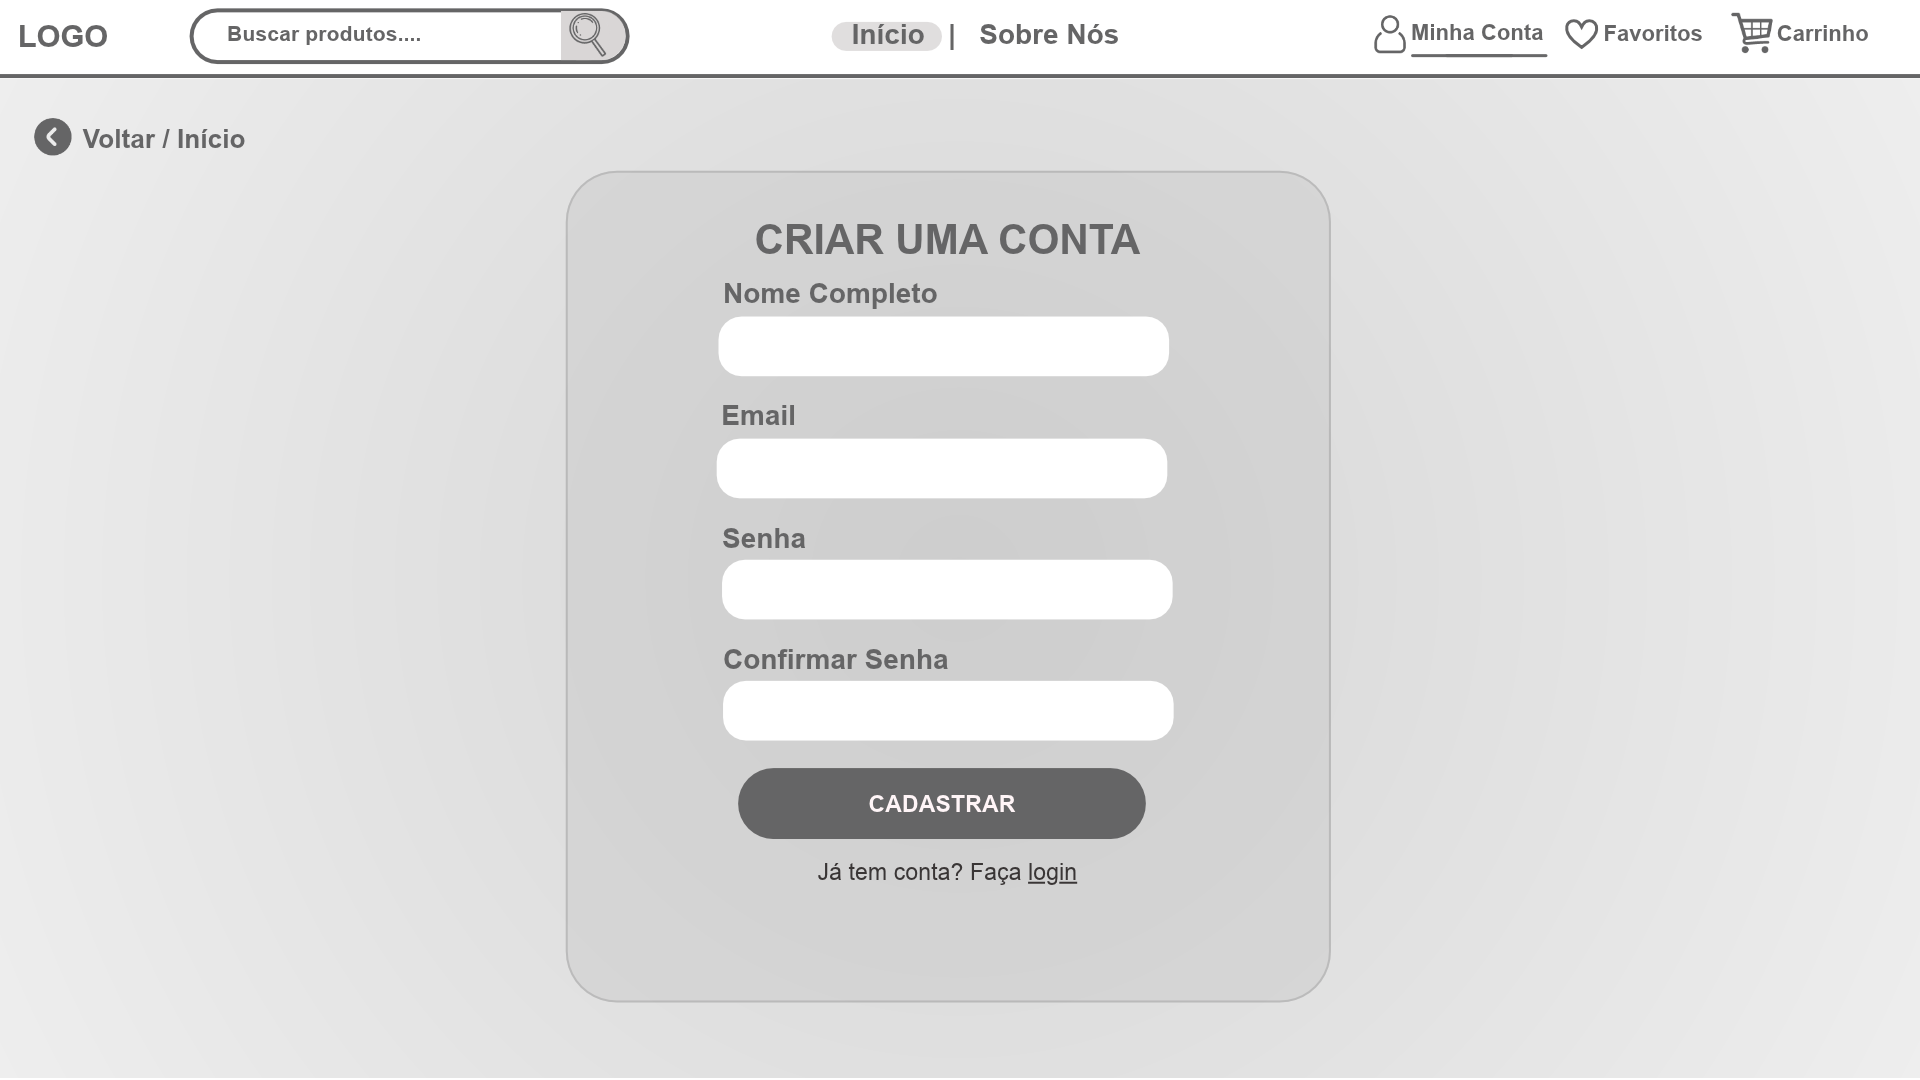 LOGO
Buscar produtos....
Início | Sobre Nós
Minha Conta
Favoritos
Carrinho
Voltar / Início
CRIAR UMA CONTA
Nome Completo
Email
Senha
Confirmar Senha
CADASTRAR
Já tem conta? Faça login